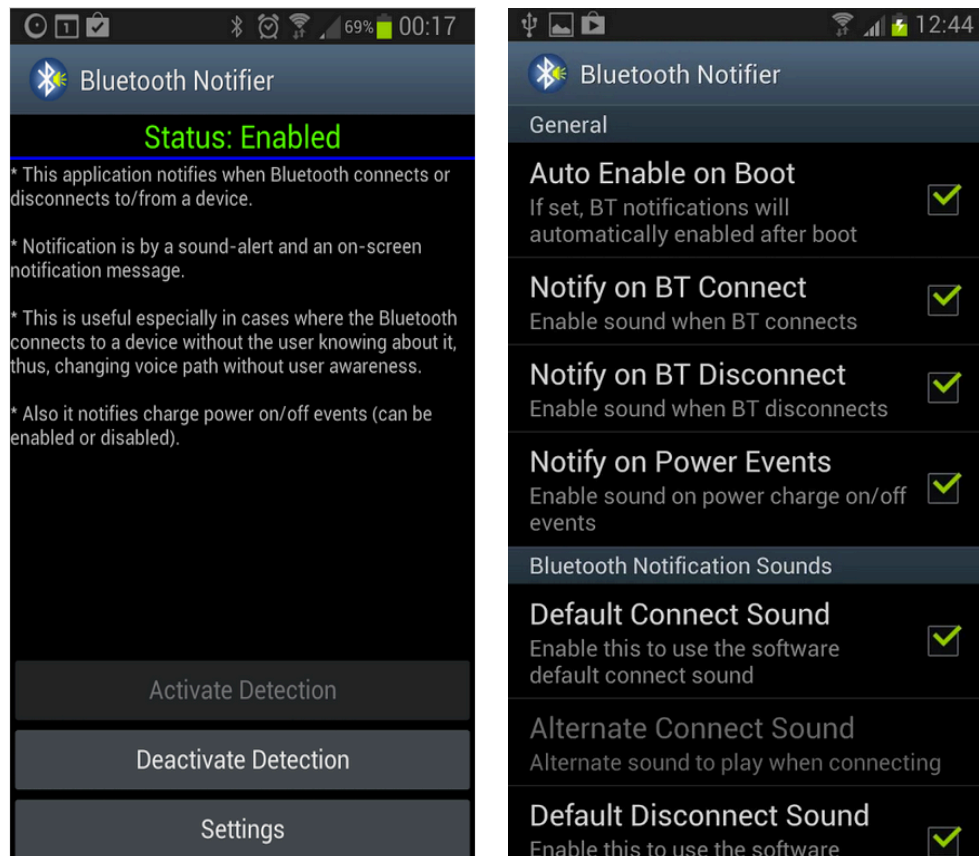 69% 00:17
Bluetooth Notifier
Status: Enabled
* This application notifies when Bluetooth connects or
disconnects to/from a device.
* Notification is by a sound-alert and an on-screen
notification message.
* This is useful especially in cases where the Bluetooth
connects to a device without the user knowing about it,
thus, changing voice path without user awareness.
* Also it notifies charge power on/off events (can be
enabled or disabled).
Activate Detection
Deactivate Detection
Settings
12:44
Bluetooth Notifier
General
Auto Enable on Boot
If set, BT notifications will
automatically enabled after boot
Notify on BT Connect
Enable sound when BT connects
Notify on BT Disconnect
Enable sound when BT disconnects
Notify on Power Events
Enable sound on power charge on/off
events
Bluetooth Notification Sounds
Default Connect Sound
Enable this to use the software
default connect sound
Alternate Connect Sound
Alternate sound to play when connecting
Default Disconnect Sound
Enable this to use the software